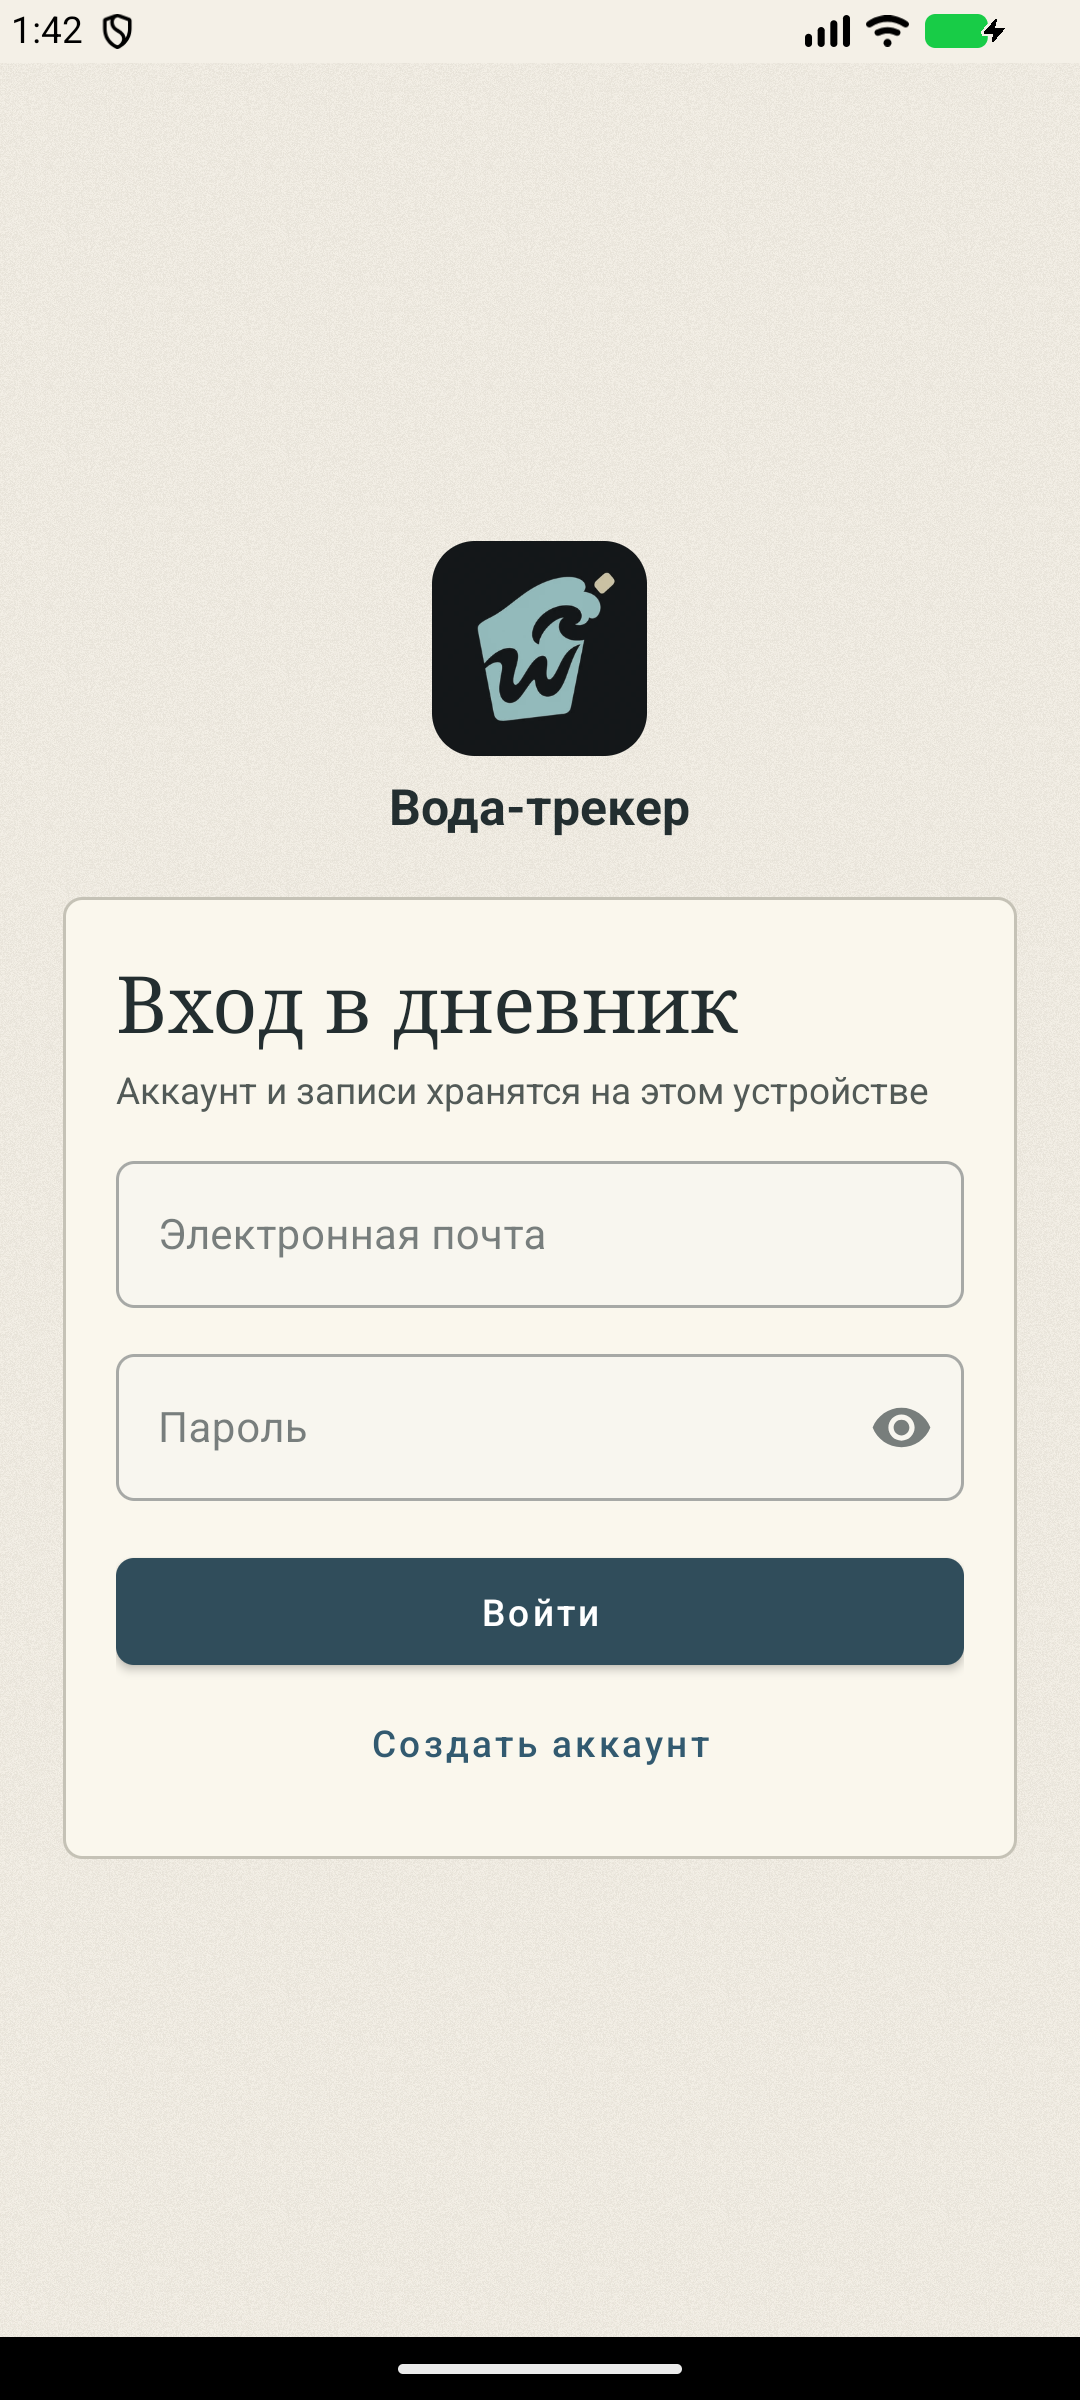 1:42
Вода-трекер
Вход в дневник
Аккаунт и записи хранятся на этом устройстве
Электронная почта
Пароль
Войти
Создать аккаунт